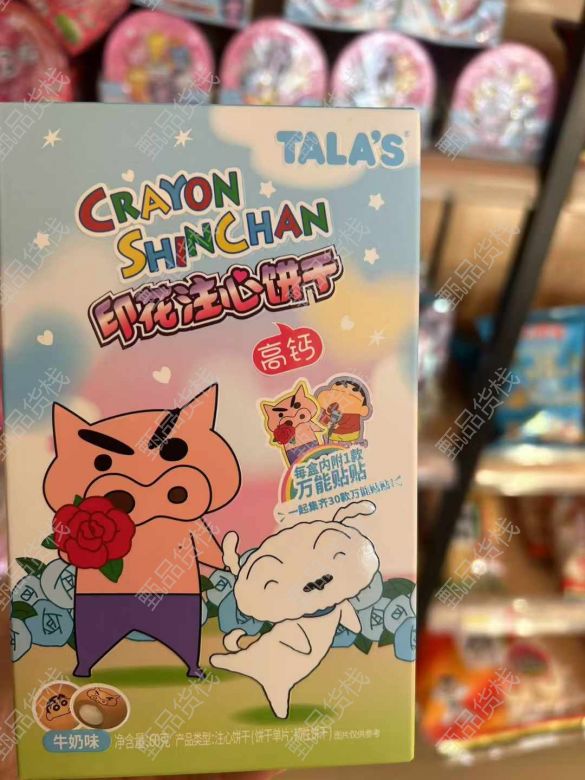 TALA'S
CRAYON
SHINCHAN
印花注心饼干
高钙
每盒内附1款
万能贴贴
一起集齐30款万能贴贴
牛奶味
净含量:60克 产品类型:注心饼干(饼干单片:韧性饼干) 图片仅供参考
甄品货栈